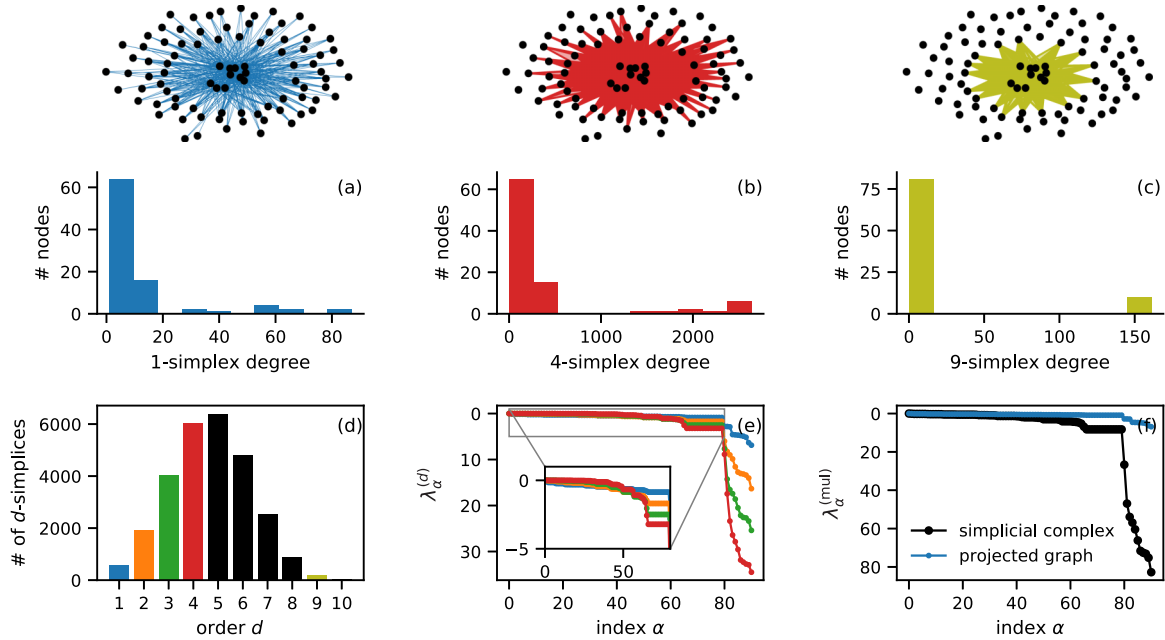 (a)
# nodes
60
40
20
0
0 20 40 60 80
1-simplex degree
(b)
# nodes
60
40
20
0
0 1000 2000
4-simplex degree
(c)
# nodes
75
50
25
0
0 50 100 150
9-simplex degree
(d)
# of d-simplices
6000
4000
2000
0
1 2 3 4 5 6 7 8 9 10
order d
(e)
λα(d)
0
10
20
30
0
−5
0 50
0 20 40 60 80
index α
(f)
λα(mul)
0
20
40
60
80
simplicial complex
projected graph
0 20 40 60 80
index α